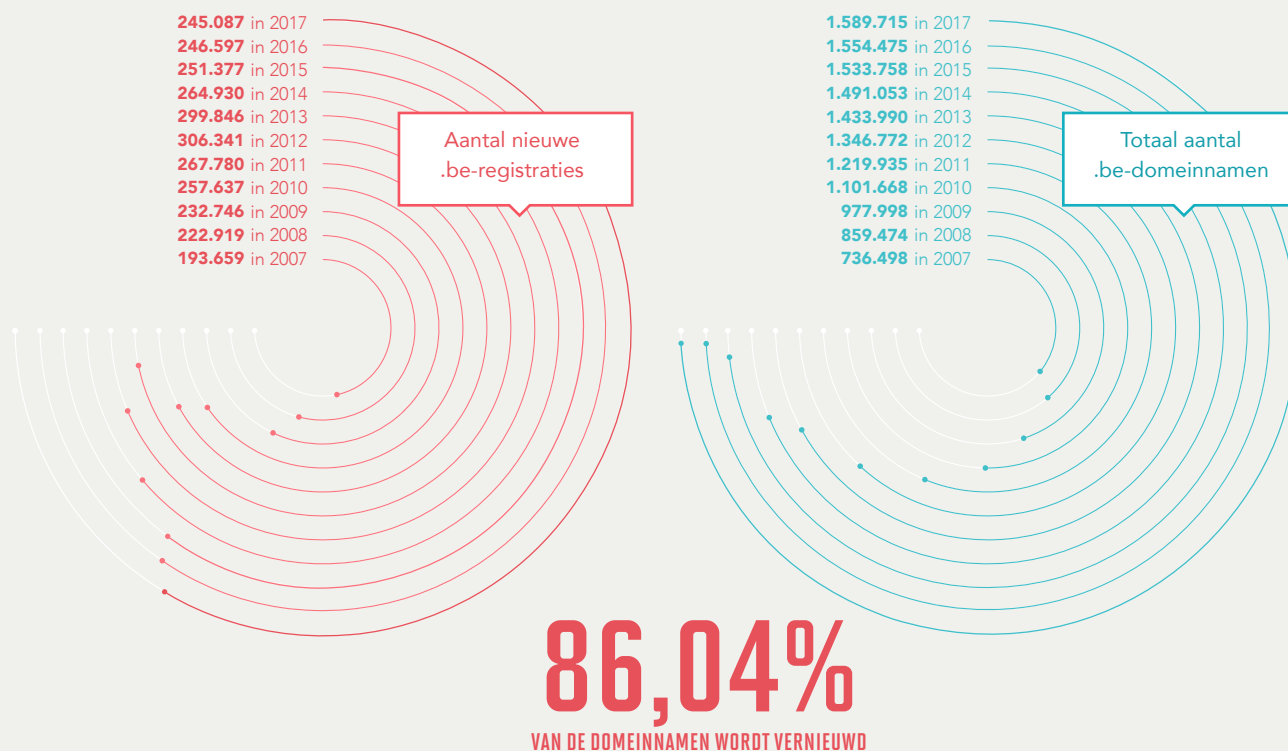 245.087 in 2017
246.597 in 2016
251.377 in 2015
264.930 in 2014
299.846 in 2013
306.341 in 2012
267.780 in 2011
257.637 in 2010
232.746 in 2009
222.919 in 2008
193.659 in 2007
Aantal nieuwe
.be-registraties
1.589.715 in 2017
1.554.475 in 2016
1.533.758 in 2015
1.491.053 in 2014
1.433.990 in 2013
1.346.772 in 2012
1.219.935 in 2011
1.101.668 in 2010
977.998 in 2009
859.474 in 2008
736.498 in 2007
Totaal aantal
.be-domeinnamen
86,04%
VAN DE DOMEINNAMEN WORDT VERNIEUWD